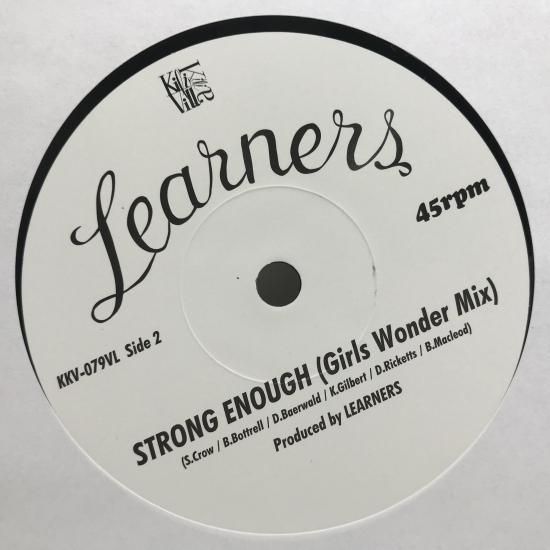 KiliKiliVilla
Learners
45rpm
KKV-079VL Side 2
STRONG ENOUGH (Girls Wonder Mix)
(S.Crow / B.Bottrell / D.Baerwald / K.Gilbert / D.Ricketts / B.Macleod)
Produced by LEARNERS